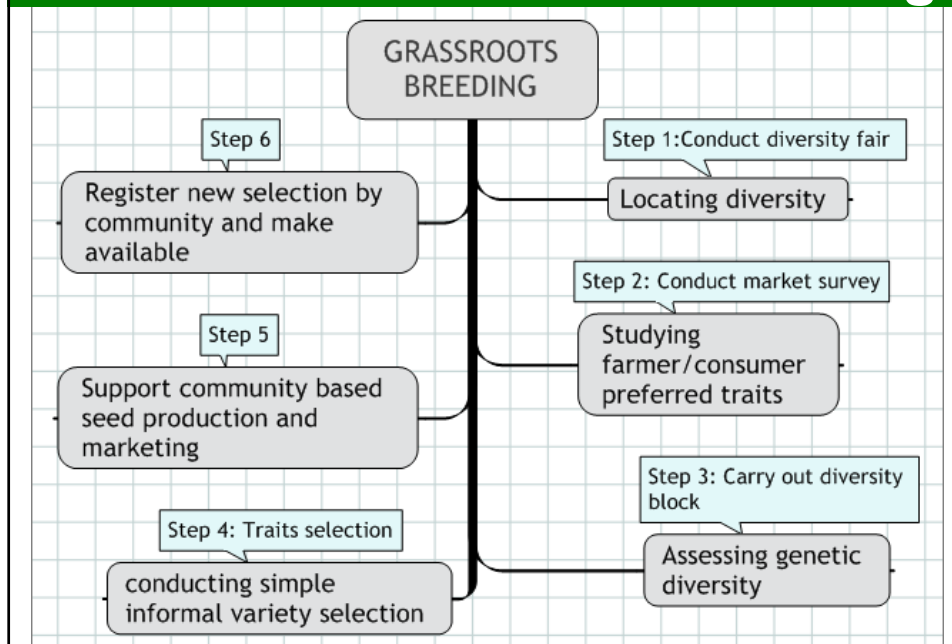 GRASSROOTS
BREEDING
Step 1:Conduct diversity fair
Locating diversity
Step 2: Conduct market survey
Studying
farmer/consumer
preferred traits
Step 3: Carry out diversity
block
Assessing genetic
diversity
Step 4: Traits selection
conducting simple
informal variety selection
Step 5
Support community based
seed production and
marketing
Step 6
Register new selection by
community and make
available